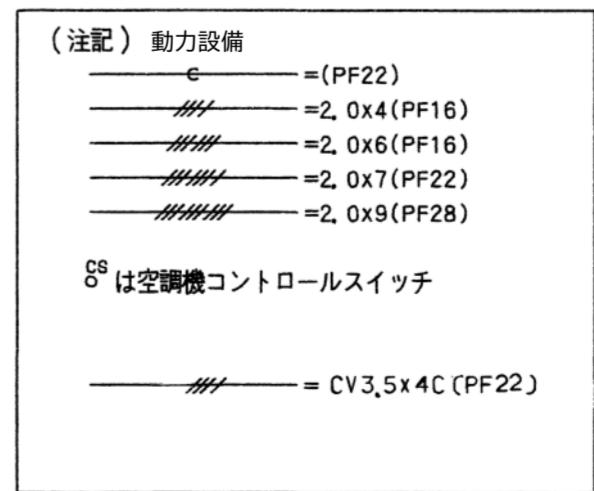 (注記) 動力設備
C =(PF22)
=2.0x4(PF16)
=2.0x6(PF16)
=2.0x7(PF22)
=2.0x9(PF28)
CS
は空調機コントロールスイッチ
= CV3.5x4C(PF22)